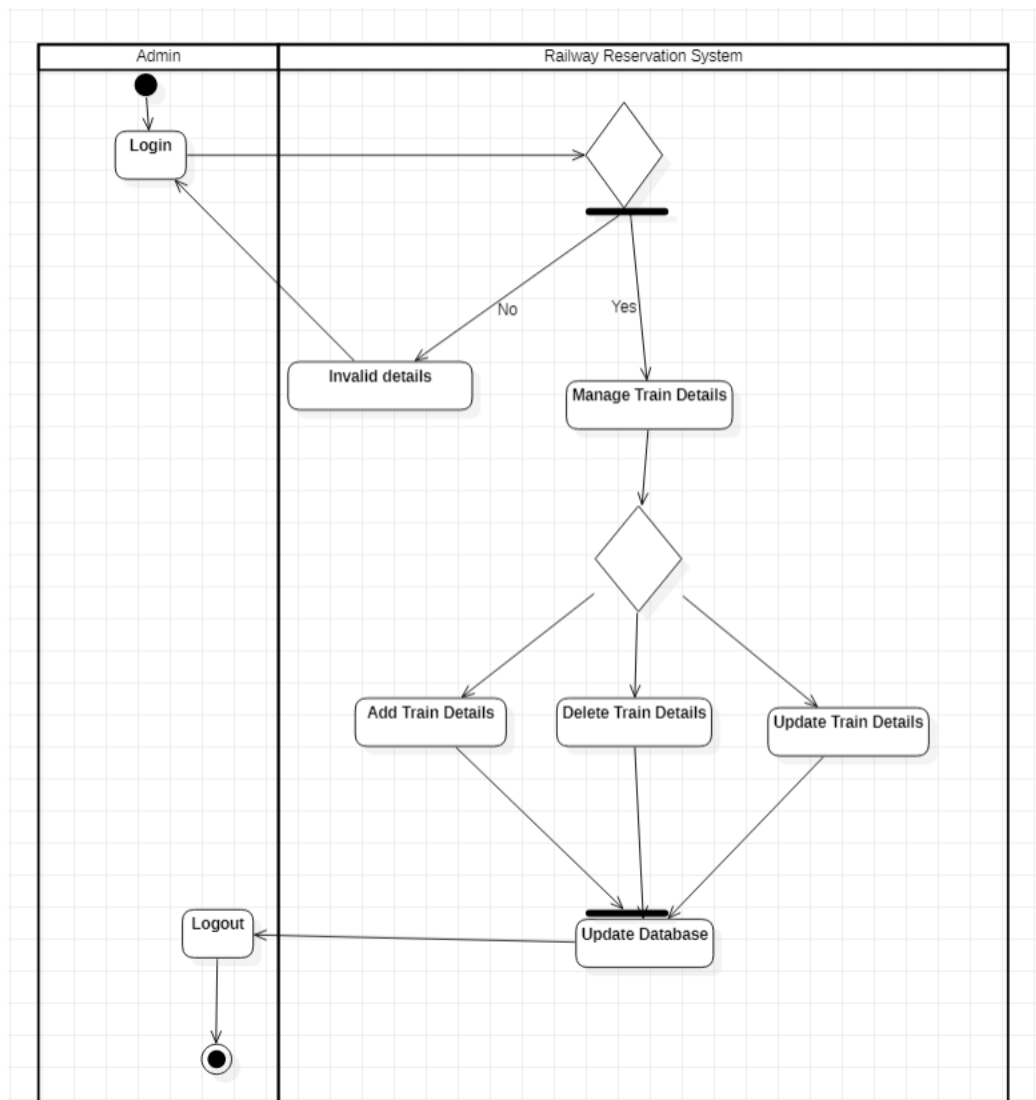 Admin
Railway Reservation System
Login
No
Yes
Invalid details
Manage Train Details
Add Train Details
Delete Train Details
Update Train Details
Logout
Update Database